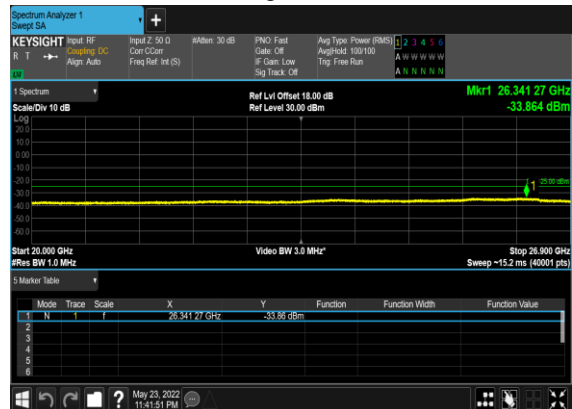 Spectrum Analyzer 1
Swept SA
KEYSIGHT Input: RF Input Z: 50 Ω #Atten: 30 dB PNO: Fast Avg Type: Power (RMS) 1 2 3 4 5 6
R T Coupling: DC Corr CCorr Gate: Off Avg|Hold: 100/100 A W W W W W
Align: Auto Freq Ref: Int (S) IF Gain: Low Trig: Free Run
Sig Track: Off A N N N N N
1 Spectrum Ref Lvl Offset 18.00 dB Mkr1 26.341 27 GHz
Scale/Div 10 dB Ref Level 30.00 dBm -33.864 dBm
Log
20.0
10.0
0.00
-10.0
-20.0
-25.00 dBm
1
-30.0
-40.0
-50.0
-60.0
Start 20.000 GHz Video BW 3.0 MHz* Stop 26.900 GHz
#Res BW 1.0 MHz Sweep ~15.2 ms (40001 pts)
5 Marker Table
Mode Trace Scale X Y Function Function Width Function Value
1 N 1 f 26.341 27 GHz -33.86 dBm
2
3
4
5
6
? May 23, 2022
11:41:51 PM